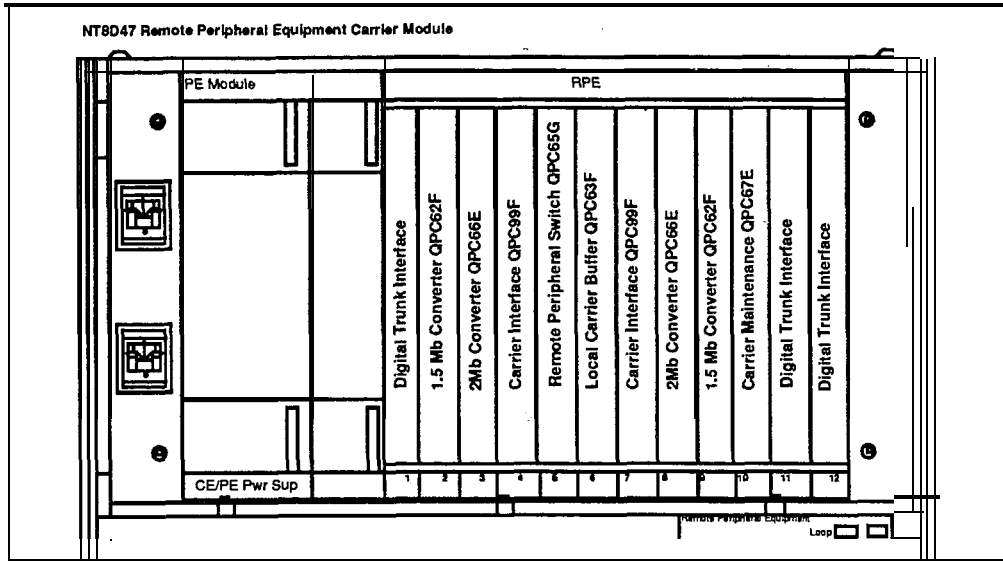 NT8D47 Remote Peripheral Equipment Carrier Module
PE Module
RPE
Digital Trunk Interface
1.5 Mb Converter QPC62F
2Mb Converter QPC66E
Carrier Interface QPC99F
Remote Peripheral Switch QPC65G
Local Carrier Buffer QPC63F
Carrier Interface QPC99F
2Mb Converter QPC66E
1.5 Mb Converter QPC62F
Carrier Maintenance QPC67E
Digital Trunk Interface
Digital Trunk Interface
CE/PE Pwr Sup
1 2 3 4 5 6 7 8 9 10 11 12
Remote Peripheral Equipment
Loop